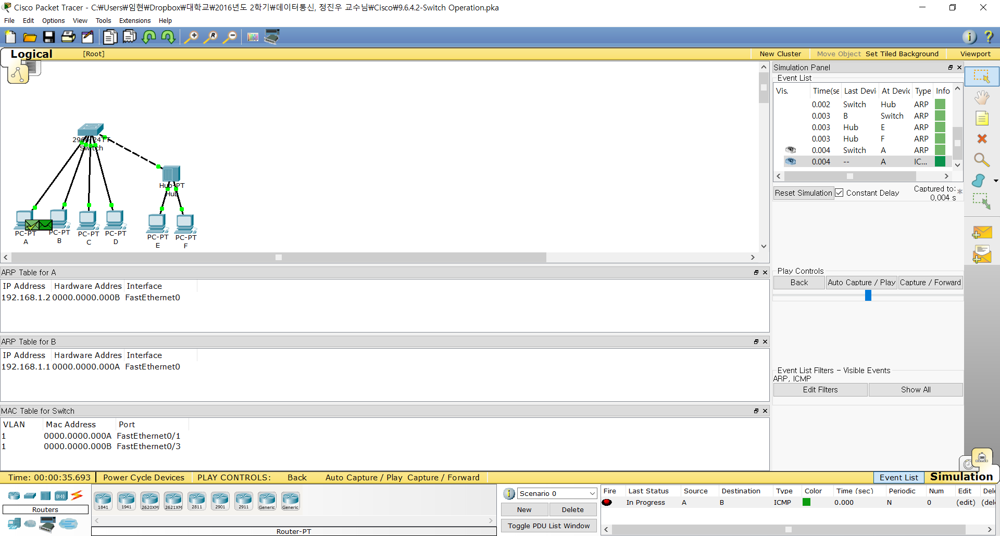 Cisco Packet Tracer - C:₩Users₩임현₩Dropbox₩대학교₩2016년도 2학기₩데이터통신, 정진우 교수님₩Cisco₩9.6.4.2-Switch Operation.pka
File Edit Options View Tools Extensions Help
Logical [Root] New Cluster Move Object Set Tiled Background Viewport
2960-24TT
Switch
Hub-PT
Hub
PC-PT
A
PC-PT
B
PC-PT
C
PC-PT
D
PC-PT
E
PC-PT
F
Simulation Panel
Event List
Vis. Time(se Last Devi At Devic Type Info
0.002 Switch Hub ARP
0.003 B Switch ARP
0.003 Hub E ARP
0.003 Hub F ARP
0.004 Switch A ARP
0.004 -- A IC...
Reset Simulation Constant Delay Captured to:
0,004 s
Play Controls
Back Auto Capture / Play Capture / Forward
Event List Filters - Visible Events
ARP, ICMP
Edit Filters Show All
ARP Table for A
IP Address Hardware Addres Interface
192.168.1.2 0000.0000.000B FastEthernet0
ARP Table for B
IP Address Hardware Addres Interface
192.168.1.1 0000.0000.000A FastEthernet0
MAC Table for Switch
VLAN Mac Address Port
1 0000.0000.000A FastEthernet0/1
1 0000.0000.000B FastEthernet0/3
Time: 00:00:35.693 Power Cycle Devices PLAY CONTROLS: Back Auto Capture / Play Capture / Forward Event List Simulation
Routers
1841 1941 2620XM 2621XM 2811 2901 2911 Generic Generic
Router-PT
Scenario 0
New Delete
Toggle PDU List Window
Fire Last Status Source Destination Type Color Time (sec) Periodic Num Edit Dele
In Progress A B ICMP 0.000 N 0 (edit) (del